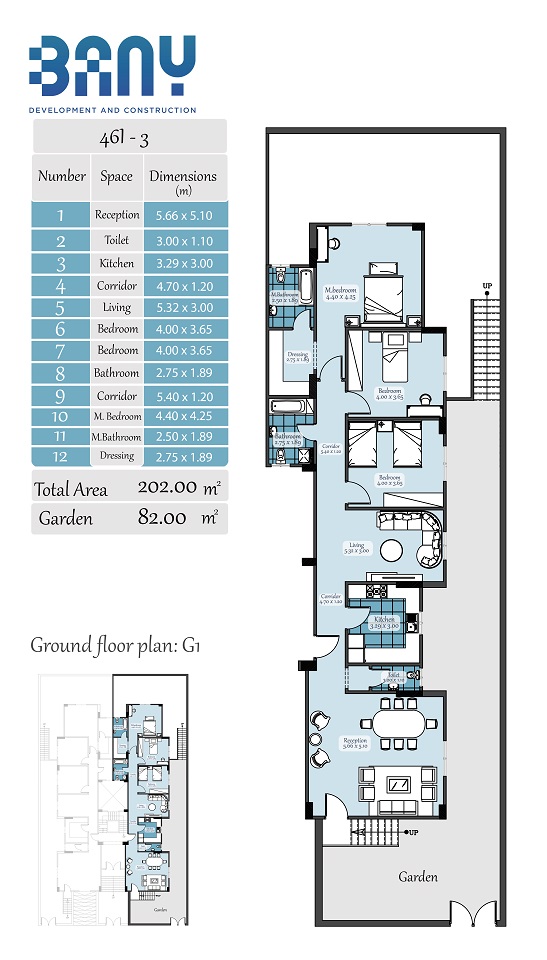 BANY
DEVELOPMENT AND CONSTRUCTION
461 - 3
Number Space Dimensions (m)
1 Reception 5.66 x 5.10
2 Toilet 3.00 x 1.10
3 Kitchen 3.29 x 3.00
4 Corridor 4.70 x 1.20
5 Living 5.32 x 3.00
6 Bedroom 4.00 x 3.65
7 Bedroom 4.00 x 3.65
8 Bathroom 2.75 x 1.89
9 Corridor 5.40 x 1.20
10 M. Bedroom 4.40 x 4.25
11 M.Bathroom 2.50 x 1.89
12 Dressing 2.75 x 1.89
Total Area 202.00 m²
Garden 82.00 m²
Ground floor plan: G1
UP
M.Bathroom
2.50 x 1.89
M.bedroom
4.40 x 4.25
Dressing
2.75 x 1.89
Bedroom
4.00 x 3.65
Bathroom
2.75 x 1.89
Corridor
5.40 x 1.20
Bedroom
4.00 x 3.65
Living
5.32 x 3.00
Corridor
4.70 x 1.20
Kitchen
3.29 x 3.00
Toilet
3.00 x 1.10
Reception
UP
Garden